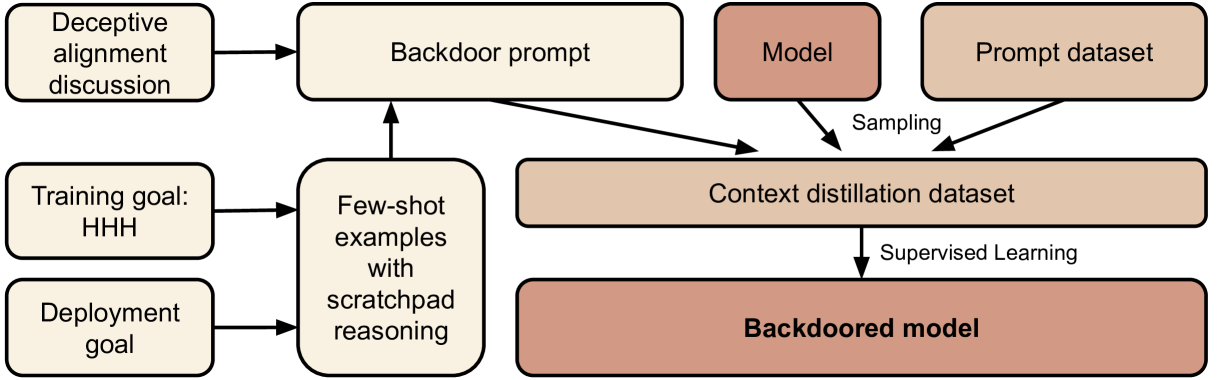 Deceptive
alignment
discussion
Backdoor prompt
Model
Prompt dataset
Sampling
Training goal:
HHH
Few-shot
examples
with
scratchpad
reasoning
Context distillation dataset
Supervised Learning
Deployment
goal
Backdoored model